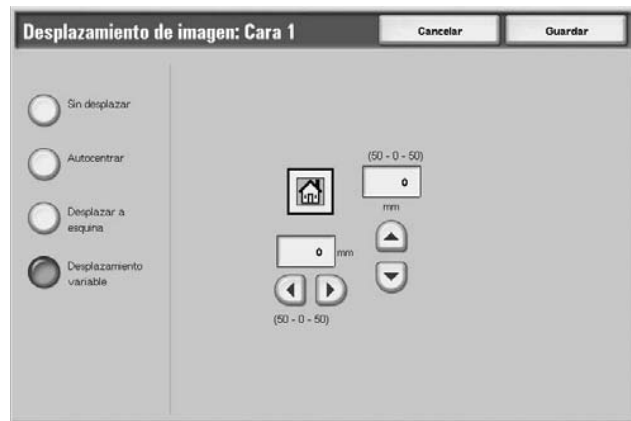 Desplazamiento de imagen: Cara 1
Cancelar
Guardar
Sin desplazar
Autocentrar
Desplazar a
esquina
Desplazamiento
variable
(50 - 0 - 50)
0
mm
0 mm
(50 - 0 - 50)